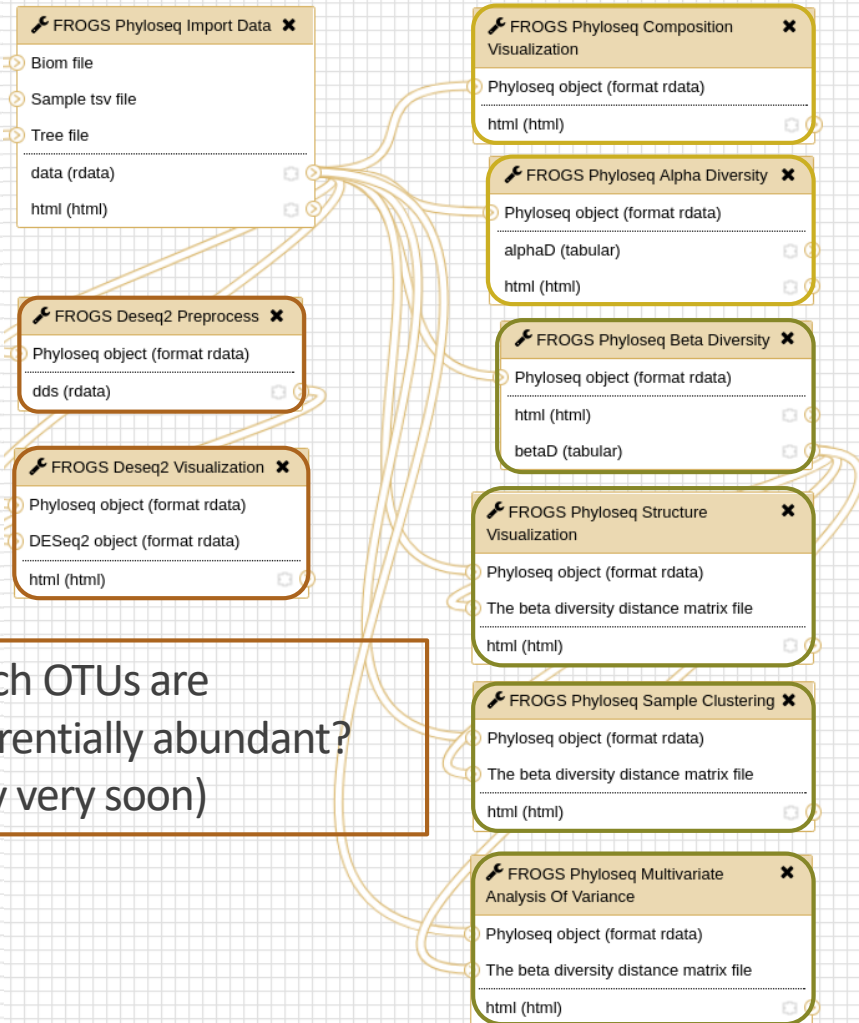 FROGS Phyloseq Import Data
Biom file
Sample tsv file
Tree file
data (rdata)
html (html)
FROGS Deseq2 Preprocess
Phyloseq object (format rdata)
dds (rdata)
FROGS Deseq2 Visualization
Phyloseq object (format rdata)
DESeq2 object (format rdata)
html (html)
OTUs are
abundant?
very soon)
FROGS Phyloseq Composition
Visualization
Phyloseq object (format rdata)
html (html)
FROGS Phyloseq Alpha Diversity
Phyloseq object (format rdata)
alphaD (tabular)
html (html)
FROGS Phyloseq Beta Diversity
Phyloseq object (format rdata)
html (html)
betaD (tabular)
FROGS Phyloseq Structure
Visualization
Phyloseq object (format rdata)
The beta diversity distance matrix file
html (html)
FROGS Phyloseq Sample Clustering
Phyloseq object (format rdata)
The beta diversity distance matrix file
html (html)
FROGS Phyloseq Multivariate
Analysis Of Variance
Phyloseq object (format rdata)
The beta diversity distance matrix file
html (html)